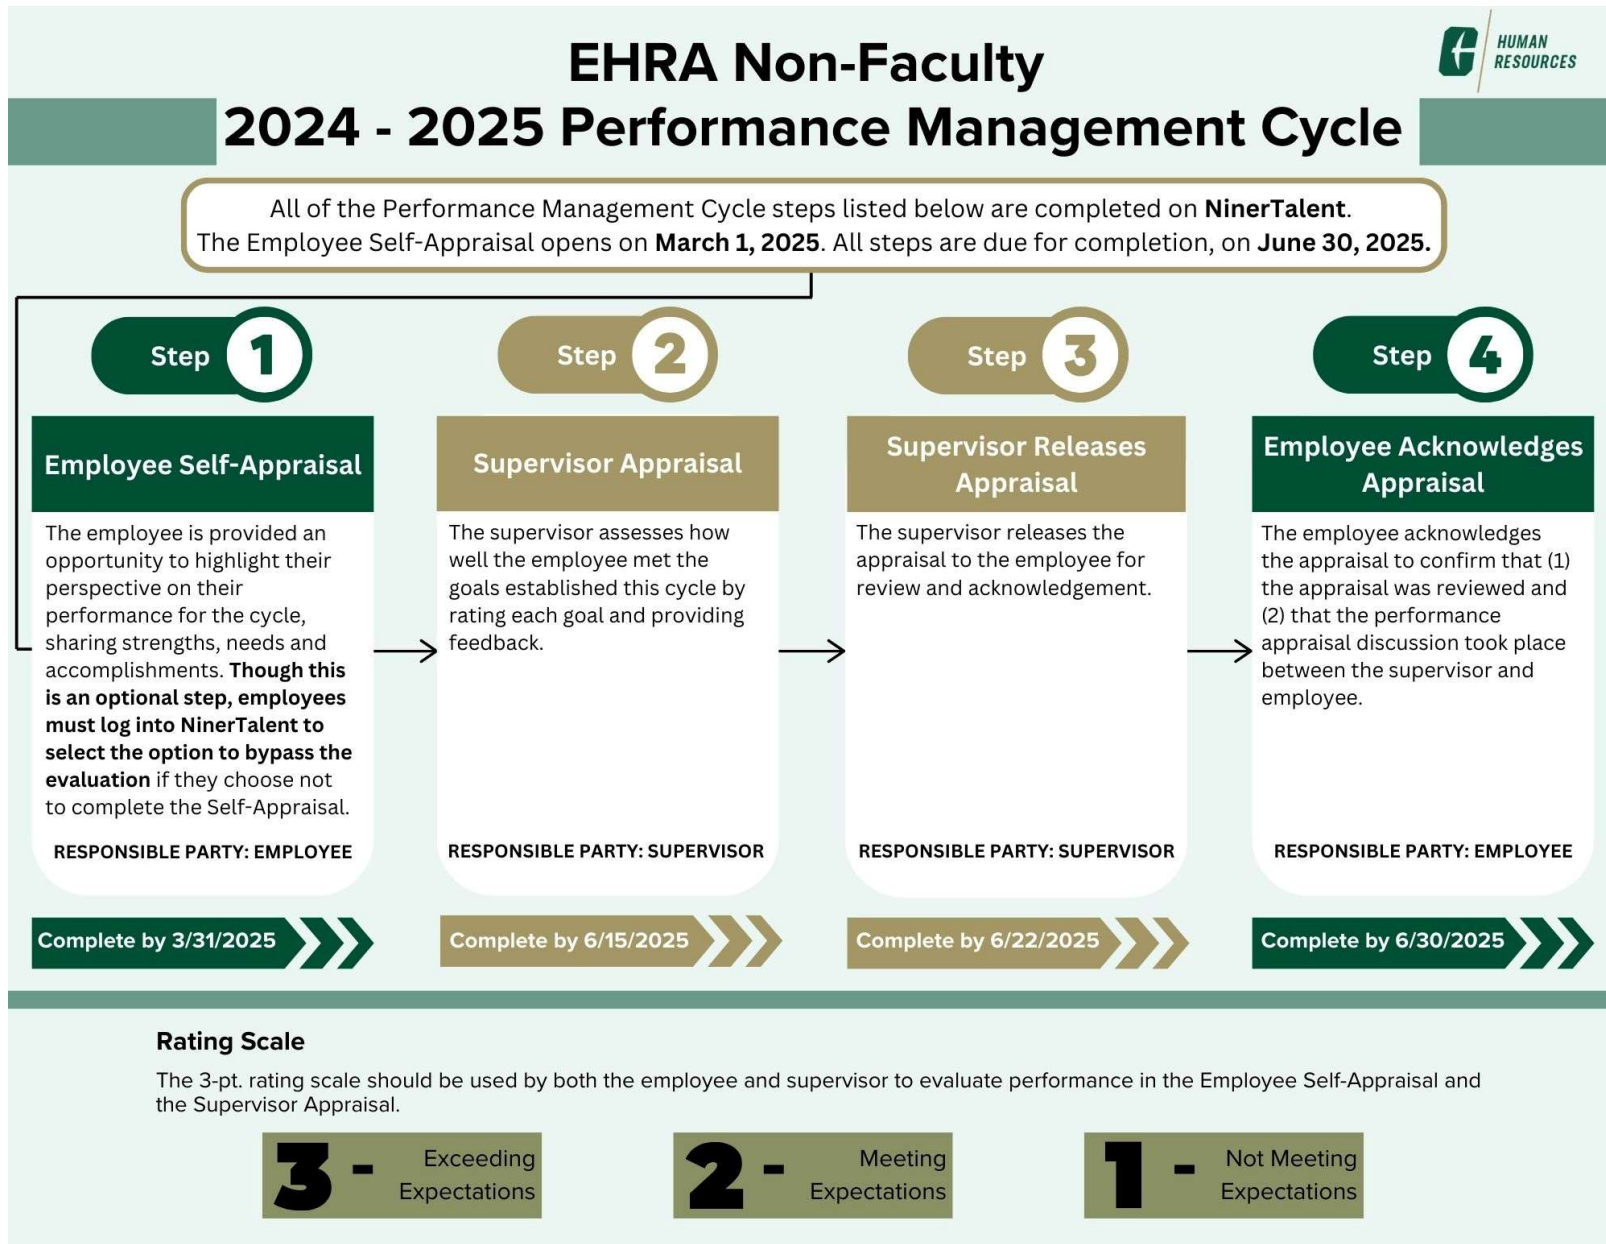 EHRA Non-Faculty
2024 - 2025 Performance Management Cycle
HUMAN
RESOURCES
All of the Performance Management Cycle steps listed below are completed on NinerTalent.
The Employee Self-Appraisal opens on March 1, 2025. All steps are due for completion, on June 30, 2025.
Step 1
Employee Self-Appraisal
The employee is provided an
opportunity to highlight their
perspective on their
performance for the cycle,
sharing strengths, needs and
accomplishments. Though this
is an optional step, employees
must log into NinerTalent to
select the option to bypass the
evaluation if they choose not
to complete the Self-Appraisal.
RESPONSIBLE PARTY: EMPLOYEE
Complete by 3/31/2025
Step 2
Supervisor Appraisal
The supervisor assesses how
well the employee met the
goals established this cycle by
rating each goal and providing
feedback.
RESPONSIBLE PARTY: SUPERVISOR
Complete by 6/15/2025
Step 3
Supervisor Releases
Appraisal
The supervisor releases the
appraisal to the employee for
review and acknowledgement.
RESPONSIBLE PARTY: SUPERVISOR
Complete by 6/22/2025
Step 4
Employee Acknowledges
Appraisal
The employee acknowledges
the appraisal to confirm that (1)
the appraisal was reviewed and
(2) that the performance
appraisal discussion took place
between the supervisor and
employee.
RESPONSIBLE PARTY: EMPLOYEE
Complete by 6/30/2025
Rating Scale
The 3-pt. rating scale should be used by both the employee and supervisor to evaluate performance in the Employee Self-Appraisal and
the Supervisor Appraisal.
3 - Exceeding
Expectations
2 - Meeting
Expectations
1 - Not Meeting
Expectations